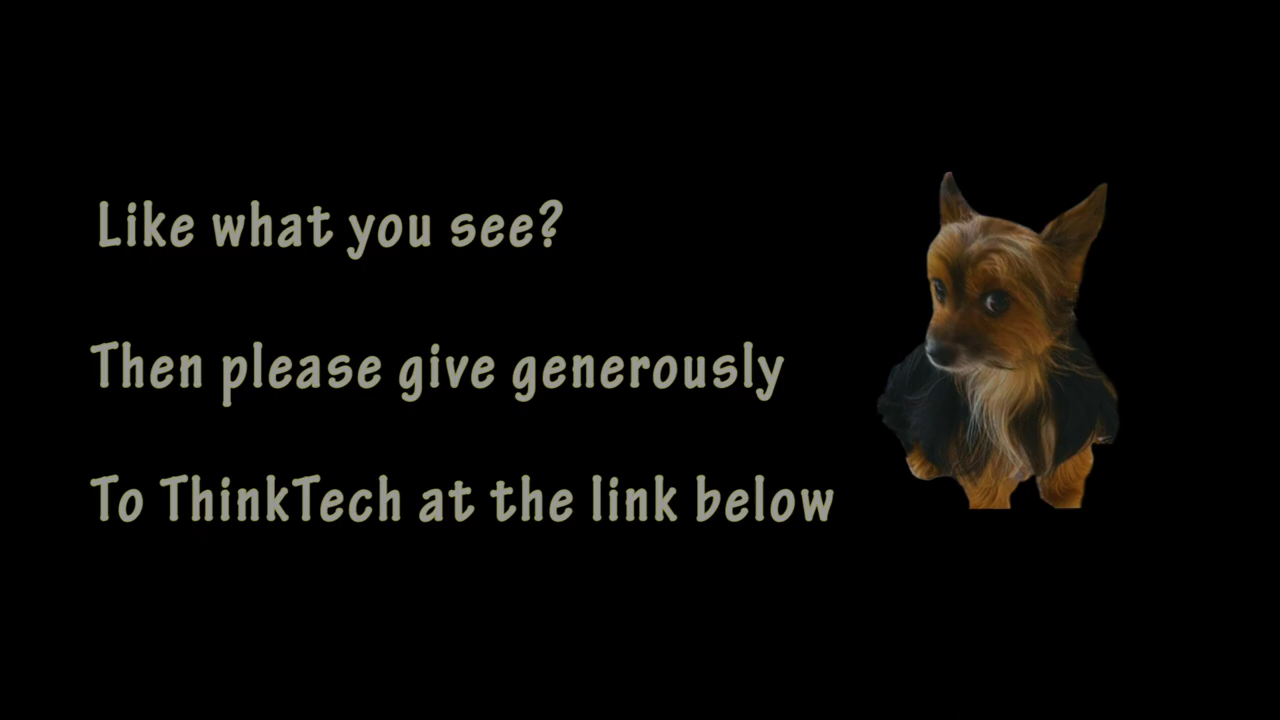 Like what you see?
Then please give generously
To ThinkTech at the link below